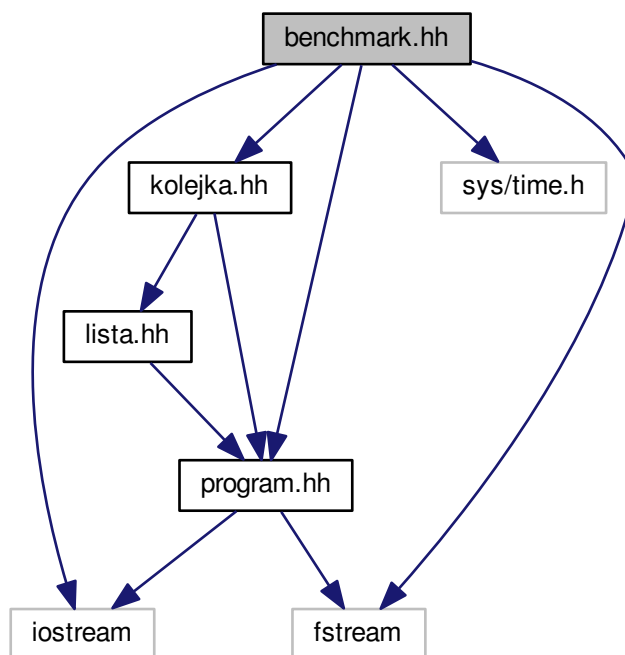 benchmark.hh
kolejka.hh
sys/time.h
lista.hh
program.hh
iostream
fstream